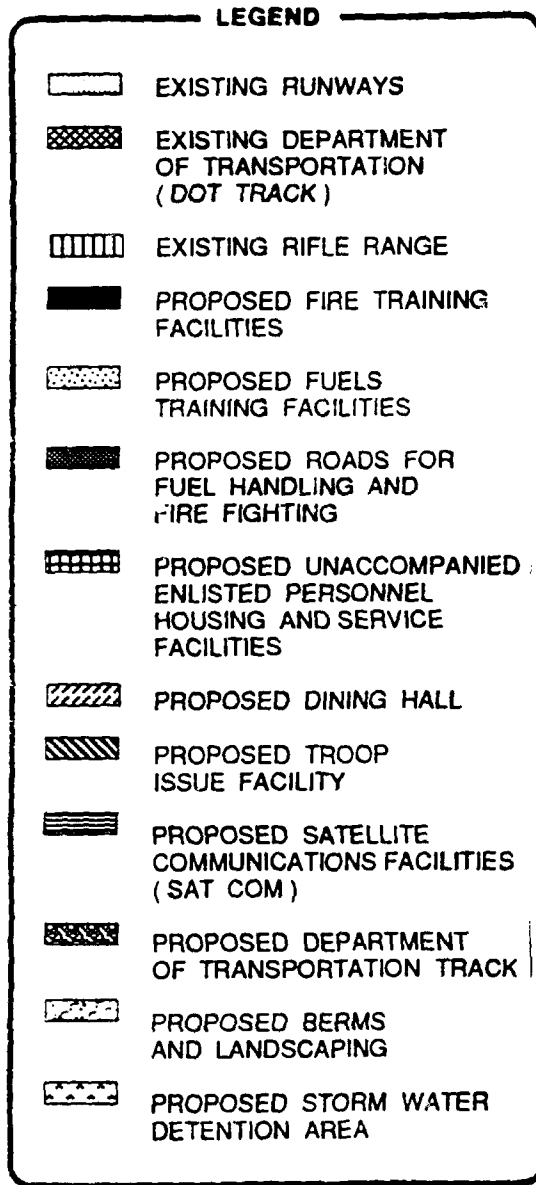 LEGEND
EXISTING RUNWAYS
EXISTING DEPARTMENT
OF TRANSPORTATION
( DOT TRACK )
EXISTING RIFLE RANGE
PROPOSED FIRE TRAINING
FACILITIES
PROPOSED FUELS
TRAINING FACILITIES
PROPOSED ROADS FOR
FUEL HANDLING AND
FIRE FIGHTING
PROPOSED UNACCOMPANIED
ENLISTED PERSONNEL
HOUSING AND SERVICE
FACILITIES
PROPOSED DINING HALL
PROPOSED TROOP
ISSUE FACILITY
PROPOSED SATELLITE
COMMUNICATIONS FACILITIES
( SAT COM )
PROPOSED DEPARTMENT
OF TRANSPORTATION TRACK
PROPOSED BERMS
AND LANDSCAPING
PROPOSED STORM WATER
DETENTION AREA